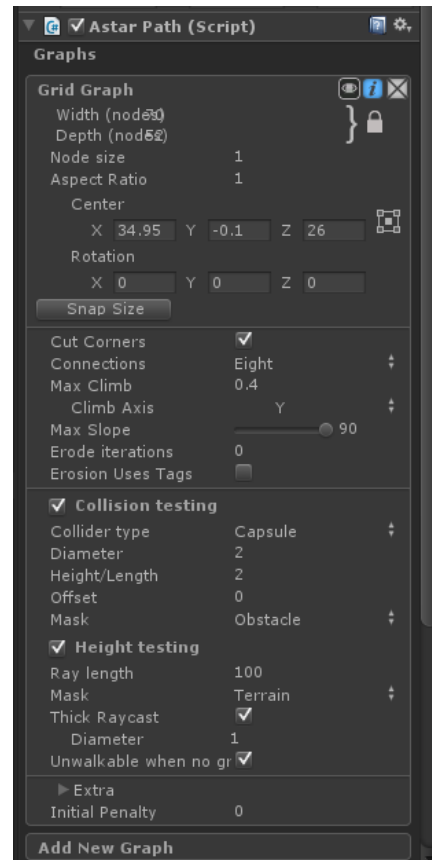 Astar Path (Script)
Graphs
Grid Graph
Width (nodes) 70
Depth (nodes) 52
Node size 1
Aspect Ratio 1
Center
X 34.95 Y -0.1 Z 26
Rotation
X 0 Y 0 Z 0
Snap Size
Cut Corners
Connections Eight
Max Climb 0.4
Climb Axis Y
Max Slope 90
Erode iterations 0
Erosion Uses Tags
Collision testing
Collider type Capsule
Diameter 2
Height/Length 2
Offset 0
Mask Obstacle
Height testing
Ray length 100
Mask Terrain
Thick Raycast
Diameter 1
Unwalkable when no gr
Extra
Initial Penalty 0
Add New Graph